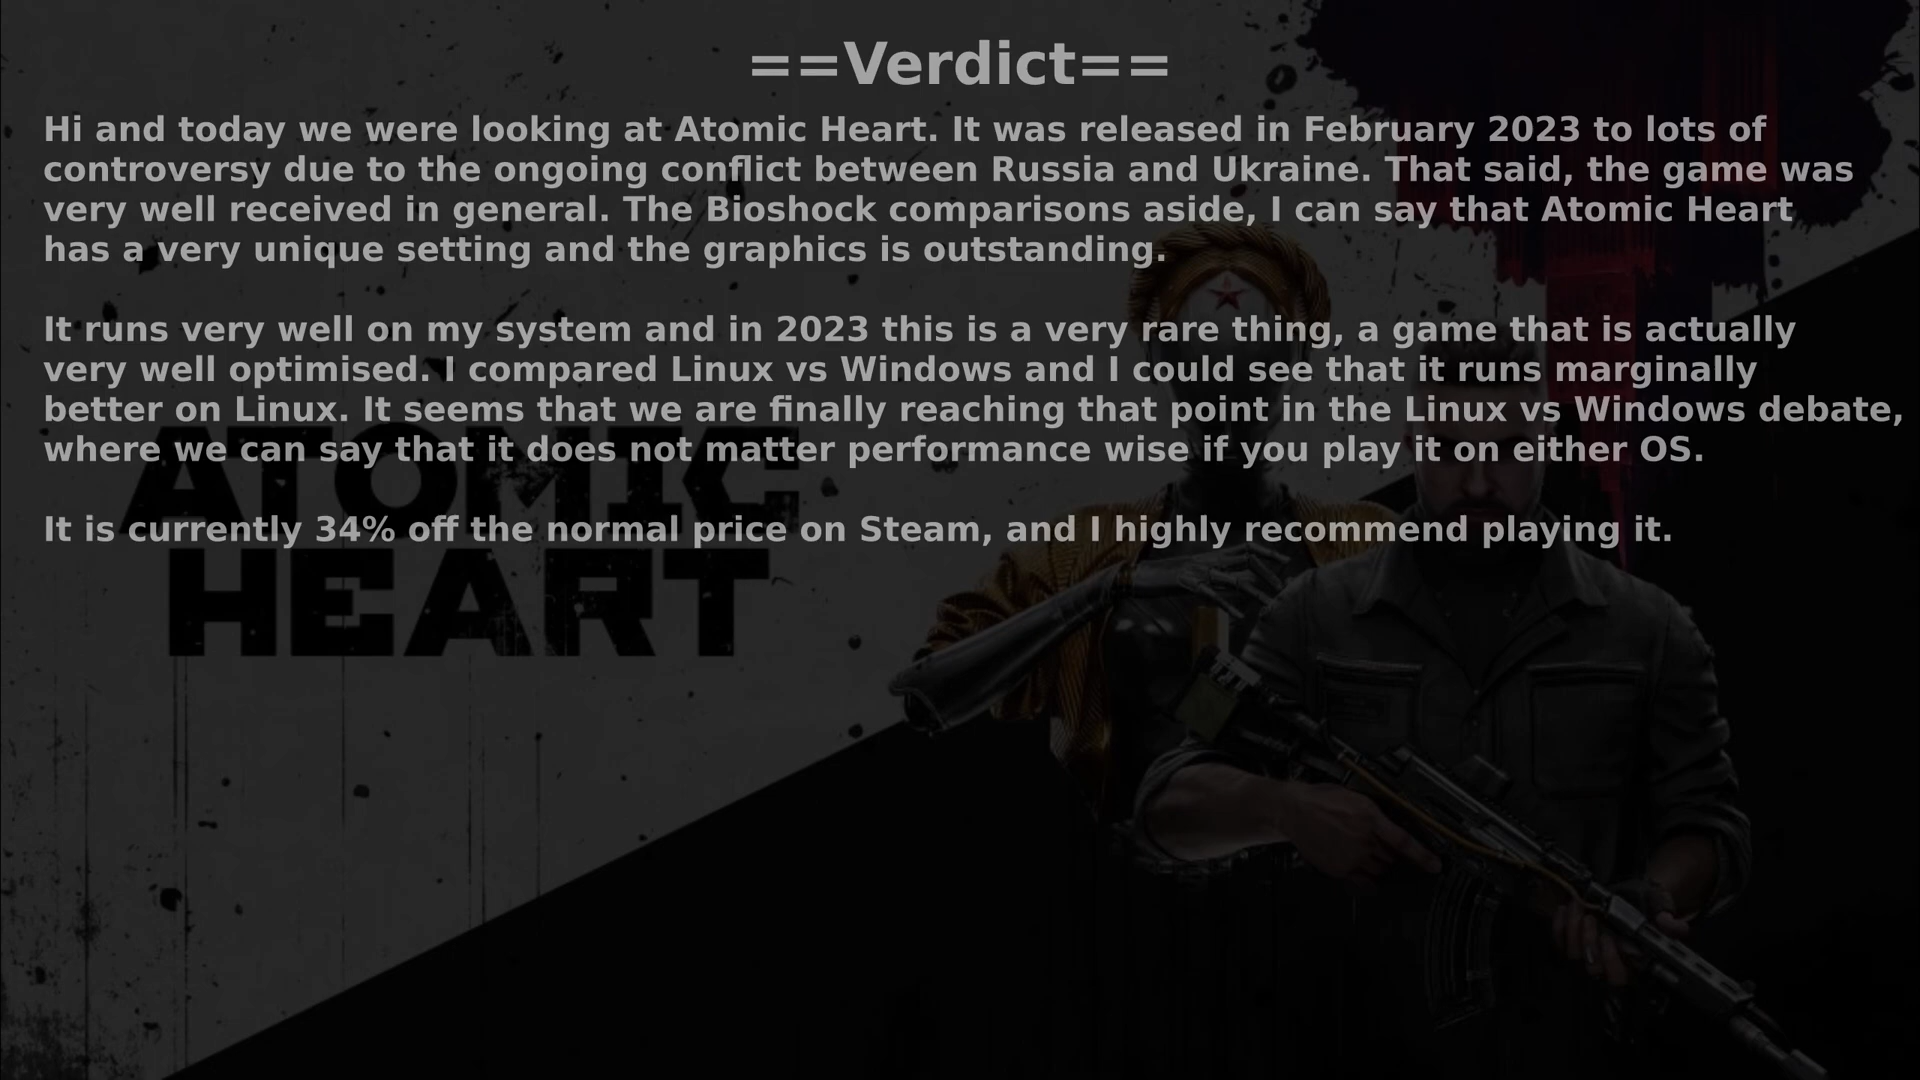 ==Verdict==
Hi and today we were looking at Atomic Heart. It was released in February 2023 to lots of
controversy due to the ongoing conflict between Russia and Ukraine. That said, the game was
very well received in general. The Bioshock comparisons aside, I can say that Atomic Heart
has a very unique setting and the graphics is outstanding.
It runs very well on my system and in 2023 this is a very rare thing, a game that is actually
very well optimised. I compared Linux vs Windows and I could see that it runs marginally
better on Linux. It seems that we are finally reaching that point in the Linux vs Windows debate,
where we can say that it does not matter performance wise if you play it on either OS.
It is currently 34% off the normal price on Steam, and I highly recommend playing it.
ATOMIC
HEART